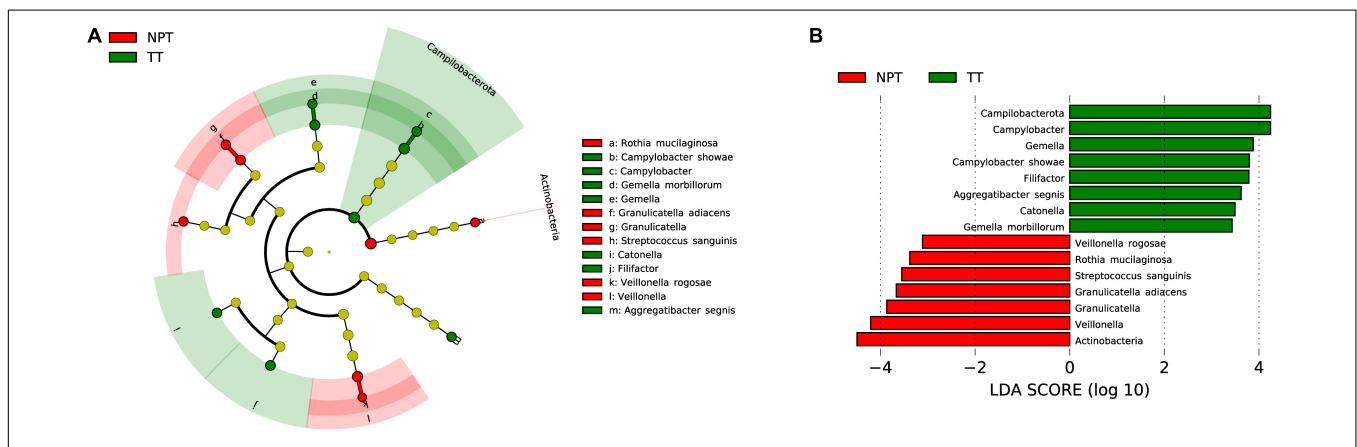 A
NPT
TT
Campilobacterota
Actinobacteria
a
b
c
d
e
f
g
h
i
j
k
l
m
a: Rothia mucilaginosa
b: Campylobacter showae
c: Campylobacter
d: Gemella morbillorum
e: Gemella
f: Granulicatella adiacens
g: Granulicatella
h: Streptococcus sanguinis
i: Catonella
j: Filifactor
k: Veillonella rogosae
l: Veillonella
m: Aggregatibacter segnis
B
NPT
TT
Campilobacterota
Campylobacter
Gemella
Campylobacter showae
Filifactor
Aggregatibacter segnis
Catonella
Gemella morbillorum
Veillonella rogosae
Rothia mucilaginosa
Streptococcus sanguinis
Granulicatella adiacens
Granulicatella
Veillonella
Actinobacteria
−4 −2 0 2 4
LDA SCORE (log 10)